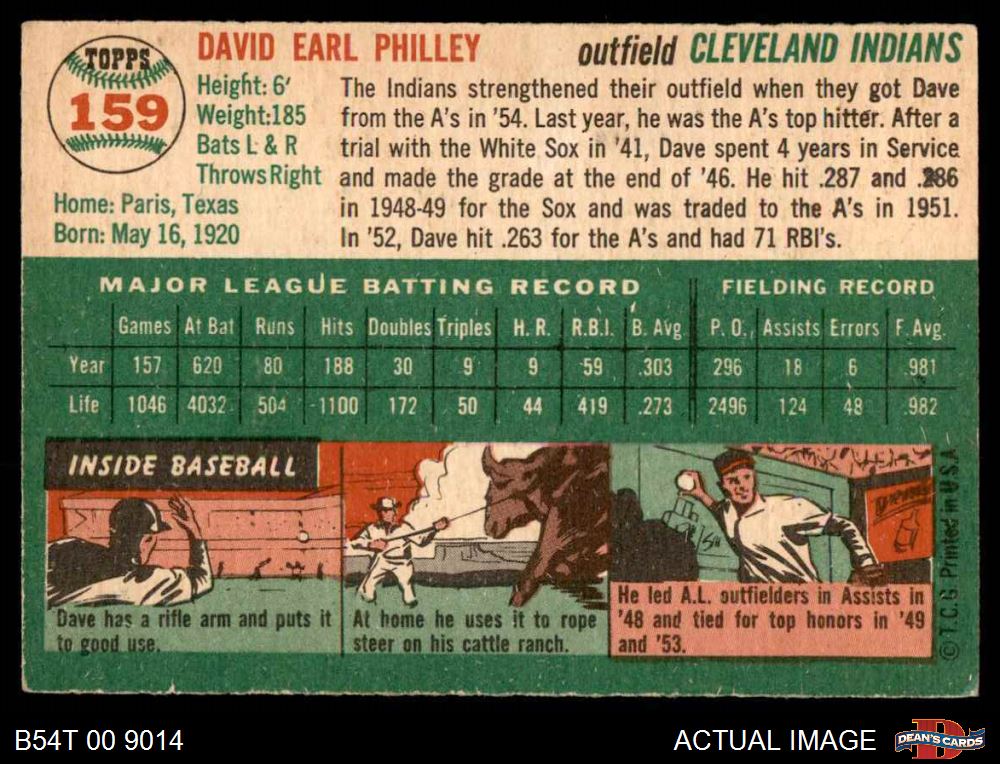 TOPPS
159
DAVID EARL PHILLEY
outfield CLEVELAND INDIANS
Height: 6'
Weight:185
Bats L & R
Throws Right
Home: Paris, Texas
Born: May 16, 1920
The Indians strengthened their outfield when they got Dave
from the A's in '54. Last year, he was the A's top hitter. After a
trial with the White Sox in '41, Dave spent 4 years in Service
and made the grade at the end of '46. He hit .287 and .286
in 1948-49 for the Sox and was traded to the A's in 1951.
In '52, Dave hit .263 for the A's and had 71 RBI's.
MAJOR LEAGUE BATTING RECORD FIELDING RECORD
Games At Bat Runs Hits Doubles Triples H. R. R.B.I. B. Avg. P. O. Assists Errors F. Avg.
Year 157 620 80 188 30 9 9 59 .303 296 18 6 .981
Life 1046 4032 504 1100 172 50 44 419 .273 2496 124 48 .982
INSIDE BASEBALL
Dave has a rifle arm and puts it
to good use.
At home he uses it to rope
steer on his cattle ranch.
He led A.L. outfielders in Assists in
'48 and tied for top honors in '49
and '53.
© T.C.G. Printed in U.S.A.
B54T 00 9014
ACTUAL IMAGE
DEAN'S CARDS